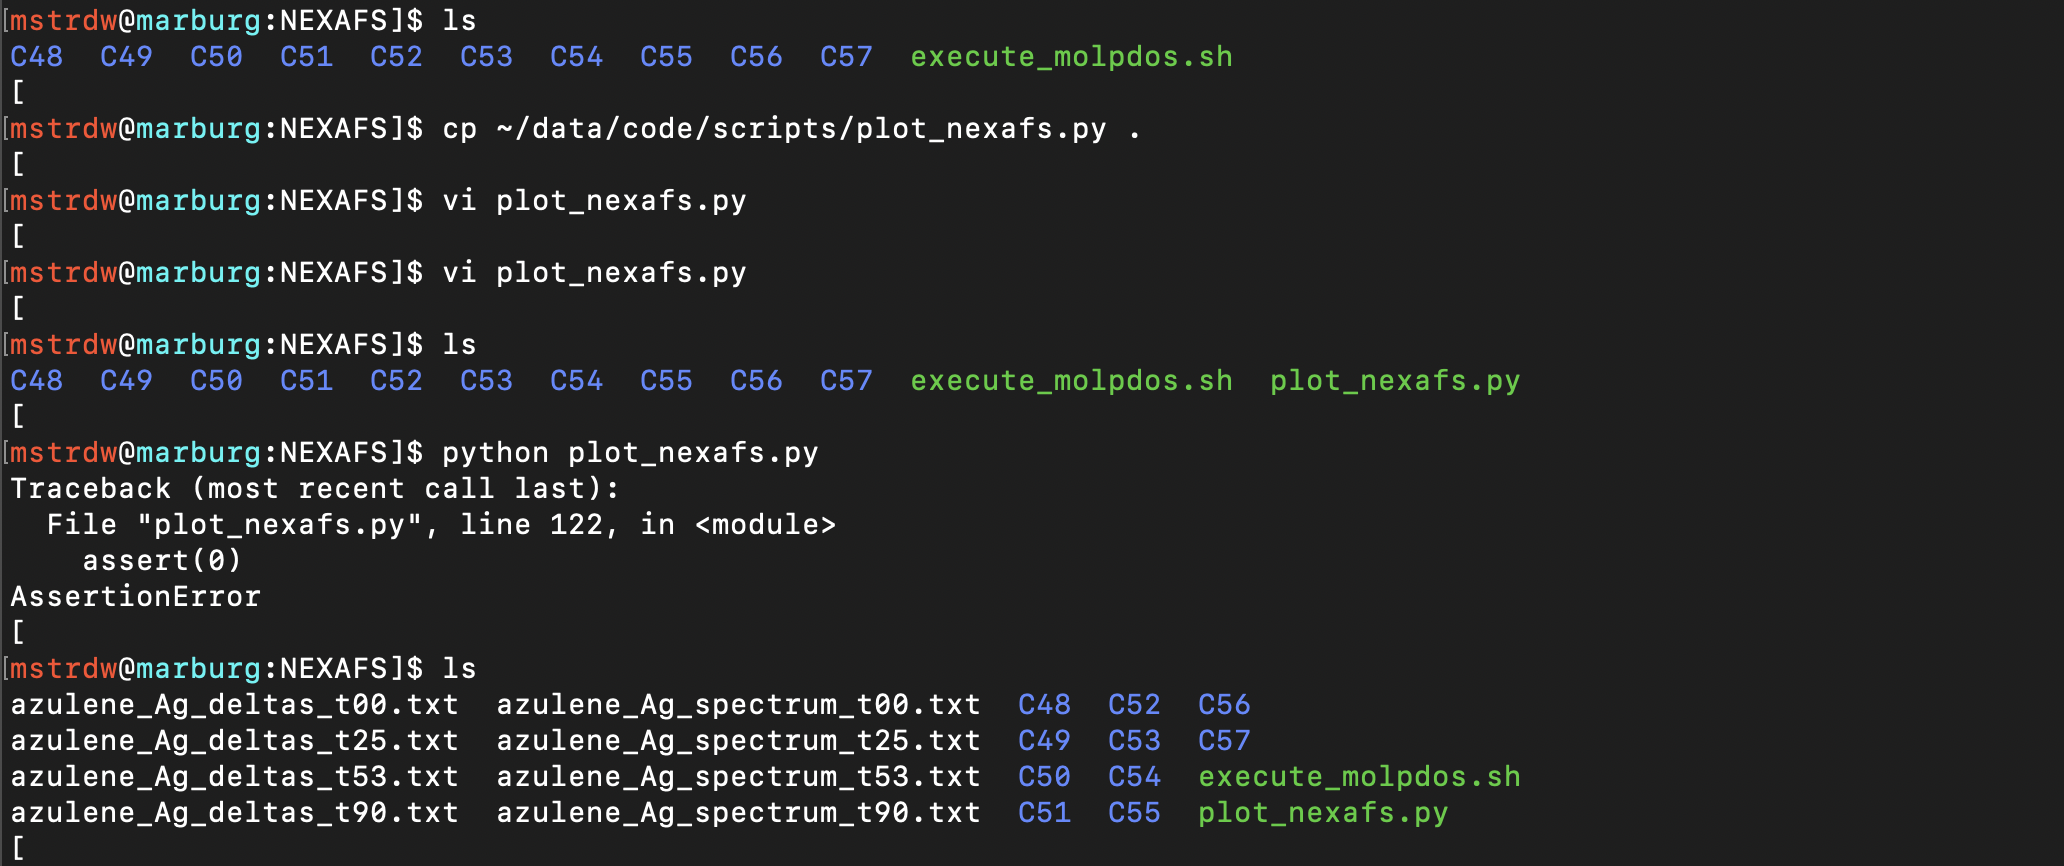 [mstrdw@marburg:NEXAFS]$ ls
C48  C49  C50  C51  C52  C53  C54  C55  C56  C57  execute_molpdos.sh
[
[mstrdw@marburg:NEXAFS]$ cp ~/data/code/scripts/plot_nexafs.py .
[
[mstrdw@marburg:NEXAFS]$ vi plot_nexafs.py
[
[mstrdw@marburg:NEXAFS]$ vi plot_nexafs.py
[
[mstrdw@marburg:NEXAFS]$ ls
C48  C49  C50  C51  C52  C53  C54  C55  C56  C57  execute_molpdos.sh  plot_nexafs.py
[
[mstrdw@marburg:NEXAFS]$ python plot_nexafs.py
Traceback (most recent call last):
  File "plot_nexafs.py", line 122, in <module>
    assert(0)
AssertionError
[
[mstrdw@marburg:NEXAFS]$ ls
azulene_Ag_deltas_t00.txt  azulene_Ag_spectrum_t00.txt  C48  C52  C56
azulene_Ag_deltas_t25.txt  azulene_Ag_spectrum_t25.txt  C49  C53  C57
azulene_Ag_deltas_t53.txt  azulene_Ag_spectrum_t53.txt  C50  C54  execute_molpdos.sh
azulene_Ag_deltas_t90.txt  azulene_Ag_spectrum_t90.txt  C51  C55  plot_nexafs.py
[